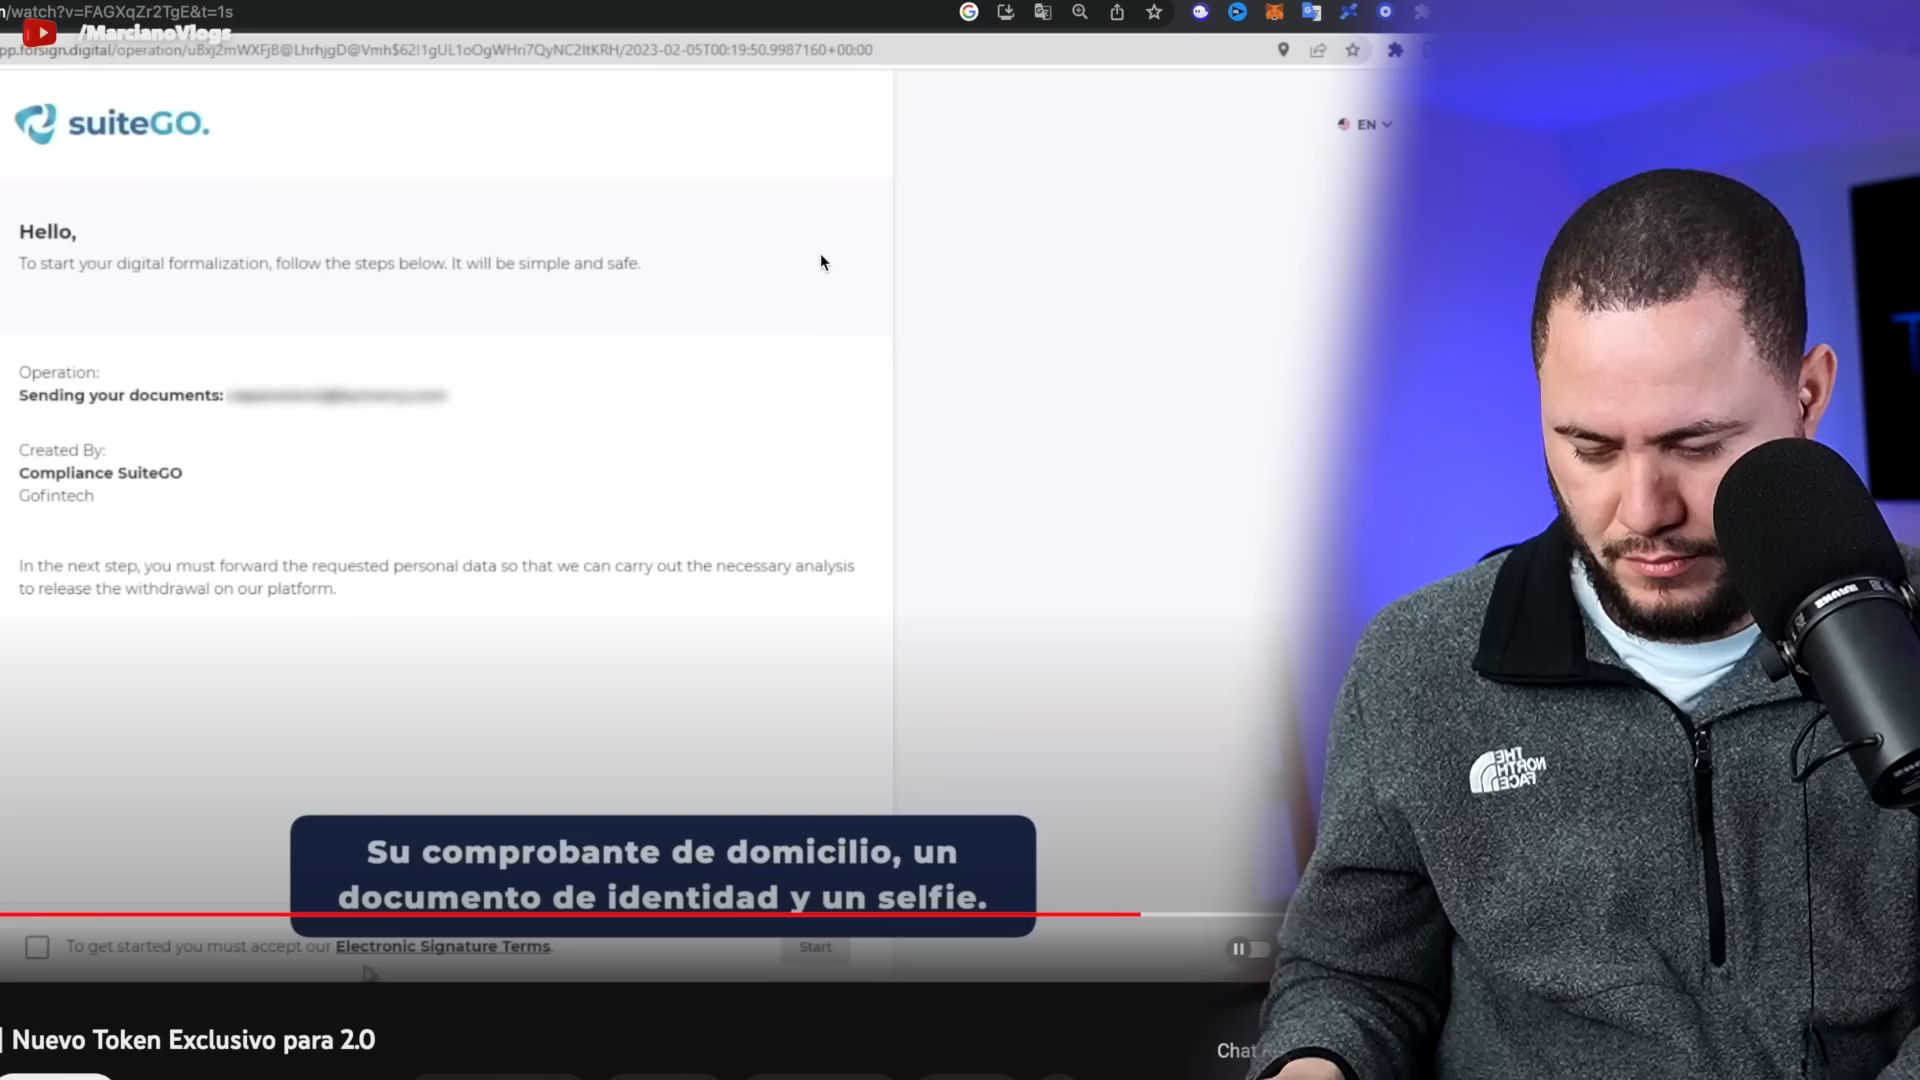 /watch?v=FAGXqZr2TgE&t=1s
/MarcianoVlogs
pp.forsign.digital/operation/uBxj2mWXFjB@LhrhjgD@Vmh$62!1gUL1oOgWHri7QyNC2ItKRH/2023-02-05T00:19:50.9987160+00:00
suiteGO.
EN
Hello,
To start your digital formalization, follow the steps below. It will be simple and safe.
Operation:
Sending your documents:
Created By:
Compliance SuiteGO
Gofintech
In the next step, you must forward the requested personal data so that we can carry out the necessary analysis
to release the withdrawal on our platform.
Su comprobante de domicilio, un
documento de identidad y un selfie.
To get started you must accept our Electronic Signature Terms.
Start
| Nuevo Token Exclusivo para 2.0
Chat
THE
NORTH
FACE
SHURE